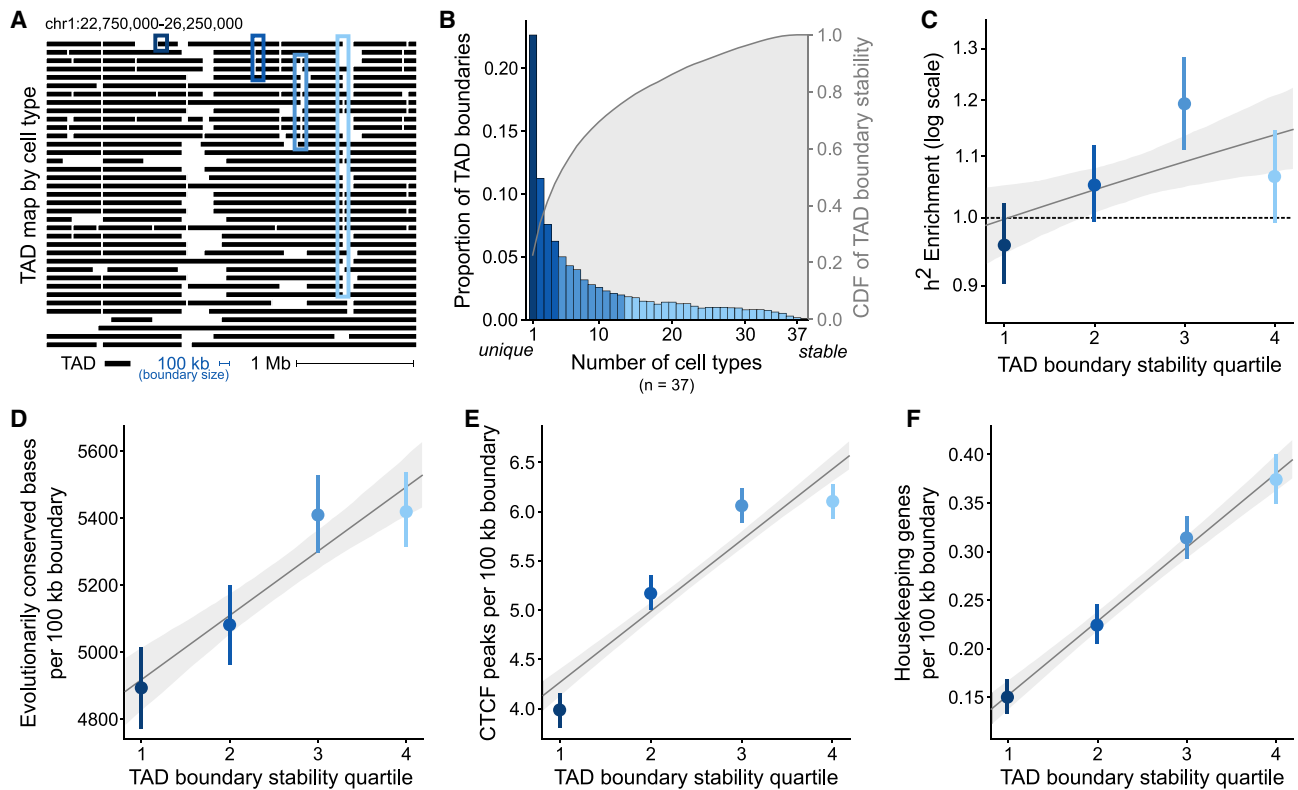 A
chr1:22,750,000-26,250,000
TAD map by cell type
TAD
100 kb
(boundary size)
1 Mb
B
Proportion of TAD boundaries
0.20
0.15
0.10
0.05
0.00
1
10
20
30
37
unique
stable
Number of cell types
(n = 37)
1.0
0.8
0.6
0.4
0.2
0.0
CDF of TAD boundary stability
C
h² Enrichment (log scale)
1.3
1.2
1.1
1.0
0.9
1 2 3 4
TAD boundary stability quartile
D
Evolutionarily conserved bases
per 100 kb boundary
5600
5400
5200
5000
4800
1 2 3 4
TAD boundary stability quartile
E
CTCF peaks per 100 kb boundary
6.5
6.0
5.5
5.0
4.5
4.0
1 2 3 4
TAD boundary stability quartile
F
Housekeeping genes
per 100 kb boundary
0.40
0.35
0.30
0.25
0.20
0.15
1 2 3 4
TAD boundary stability quartile